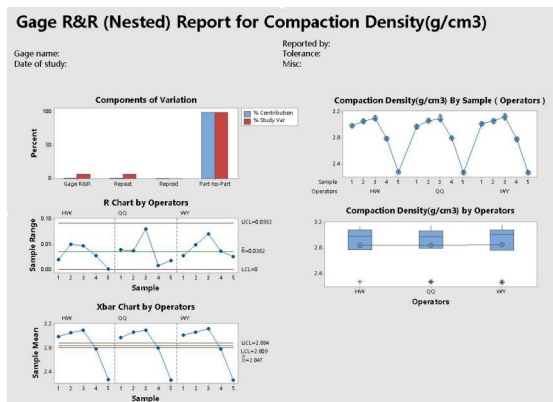 Gage R&R (Nested) Report for Compaction Density(g/cm3)
Gage name:
Date of study:
Reported by:
Tolerance:
Misc:
Components of Variation
100
50
0
Percent
Gage R&R Repeat Reprod Part-to-Part
% Contribution
% Study Var
R Chart by Operators
HW QQ WY
0.10
0.05
0.00
Sample Range
UCL=0.0932
R=0.0362
LCL=0
1 2 3 4 5 1 2 3 4 5 1 2 3 4 5
Sample
Xbar Chart by Operators
HW QQ WY
3.2
2.8
2.4
Sample Mean
UCL=2.884
LCL=2.809
X=2.847
1 2 3 4 5 1 2 3 4 5 1 2 3 4 5
Sample
Compaction Density(g/cm3) By Sample ( Operators )
3.2
2.8
2.4
Sample 1 2 3 4 5 1 2 3 4 5 1 2 3 4 5
Operators HW QQ WY
Compaction Density(g/cm3) by Operators
3.2
2.8
2.4
HW QQ WY
Operators